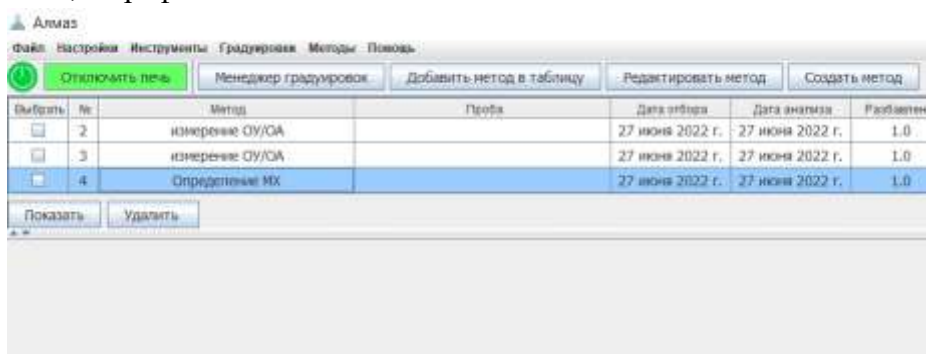 Алмаз
Файл Настройки Инструменты Градуировки Методы Помощь
Отключить печь Менеджер градуировок Добавить метод в таблицу Редактировать метод Создать метод
Выбрать № Метод Проба Дата отбора Дата анализа Разбавлен
2 измерение ОУ/ОА 27 июня 2022 г. 27 июня 2022 г. 1.0
3 измерение ОУ/ОА 27 июня 2022 г. 27 июня 2022 г. 1.0
4 Определение МХ 27 июня 2022 г. 27 июня 2022 г. 1.0
Показать Удалить